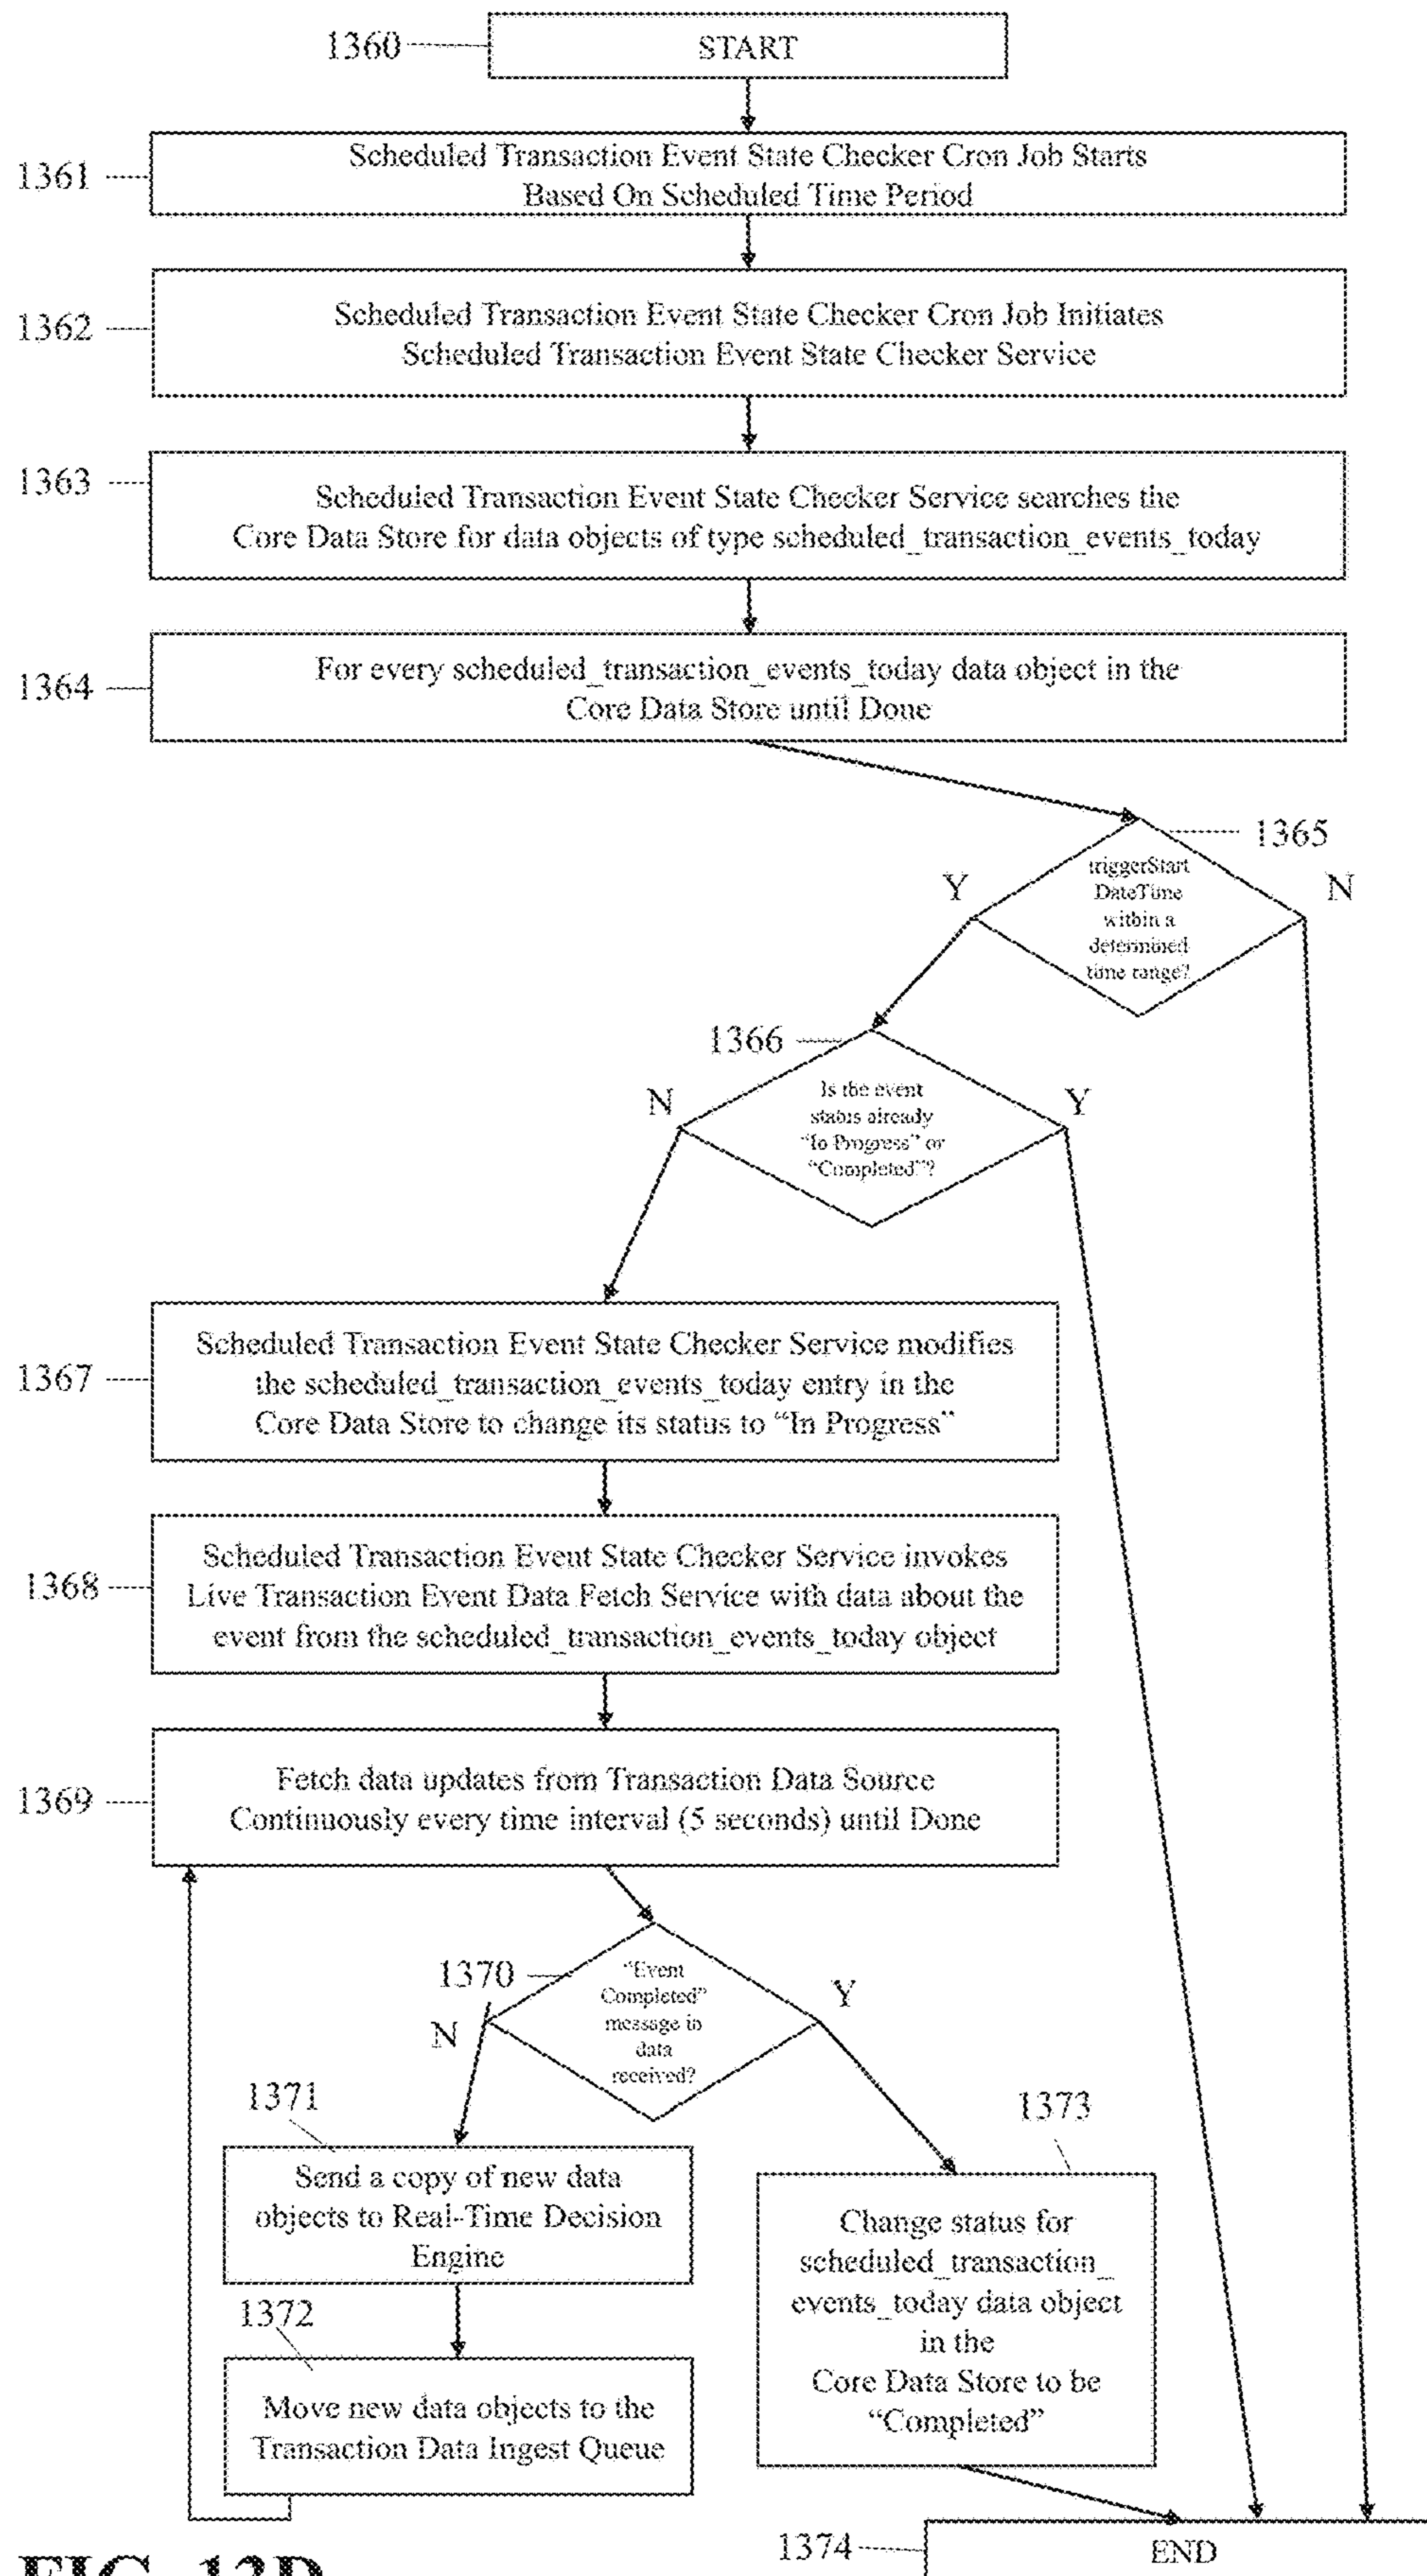 1360
START
1361
Scheduled Transaction Event State Checker Cron Job Starts
Based On Scheduled Time Period
1362
Scheduled Transaction Event State Checker Cron Job Initiates
Scheduled Transaction Event State Checker Service
1363
Scheduled Transaction Event State Checker Service searches the
Core Data Store for data objects of type scheduled_transaction_events_today
1364
For every scheduled_transaction_events_today data object in the
Core Data Store until Done
1365
triggerStart
DateTime
within a
determined
time range?
Y
N
1366
Is the event
status already
"In Progress" or
"Completed"?
N
Y
1367
Scheduled Transaction Event State Checker Service modifies
the scheduled_transaction_events_today entry in the
Core Data Store to change its status to “In Progress”
1368
Scheduled Transaction Event State Checker Service invokes
Live Transaction Event Data Fetch Service with data about the
event from the scheduled_transaction_events_today object
1369
Fetch data updates from Transaction Data Source
Continuously every time interval (5 seconds) until Done
1370
“Event
Completed”
message in
data
received?
N
Y
1371
Send a copy of new data
objects to Real-Time Decision
Engine
1372
Move new data objects to the
Transaction Data Ingest Queue
1373
Change status for
scheduled_transaction_
events_today data object
in the
Core Data Store to be
“Completed”
1374
END
FIG. 13D